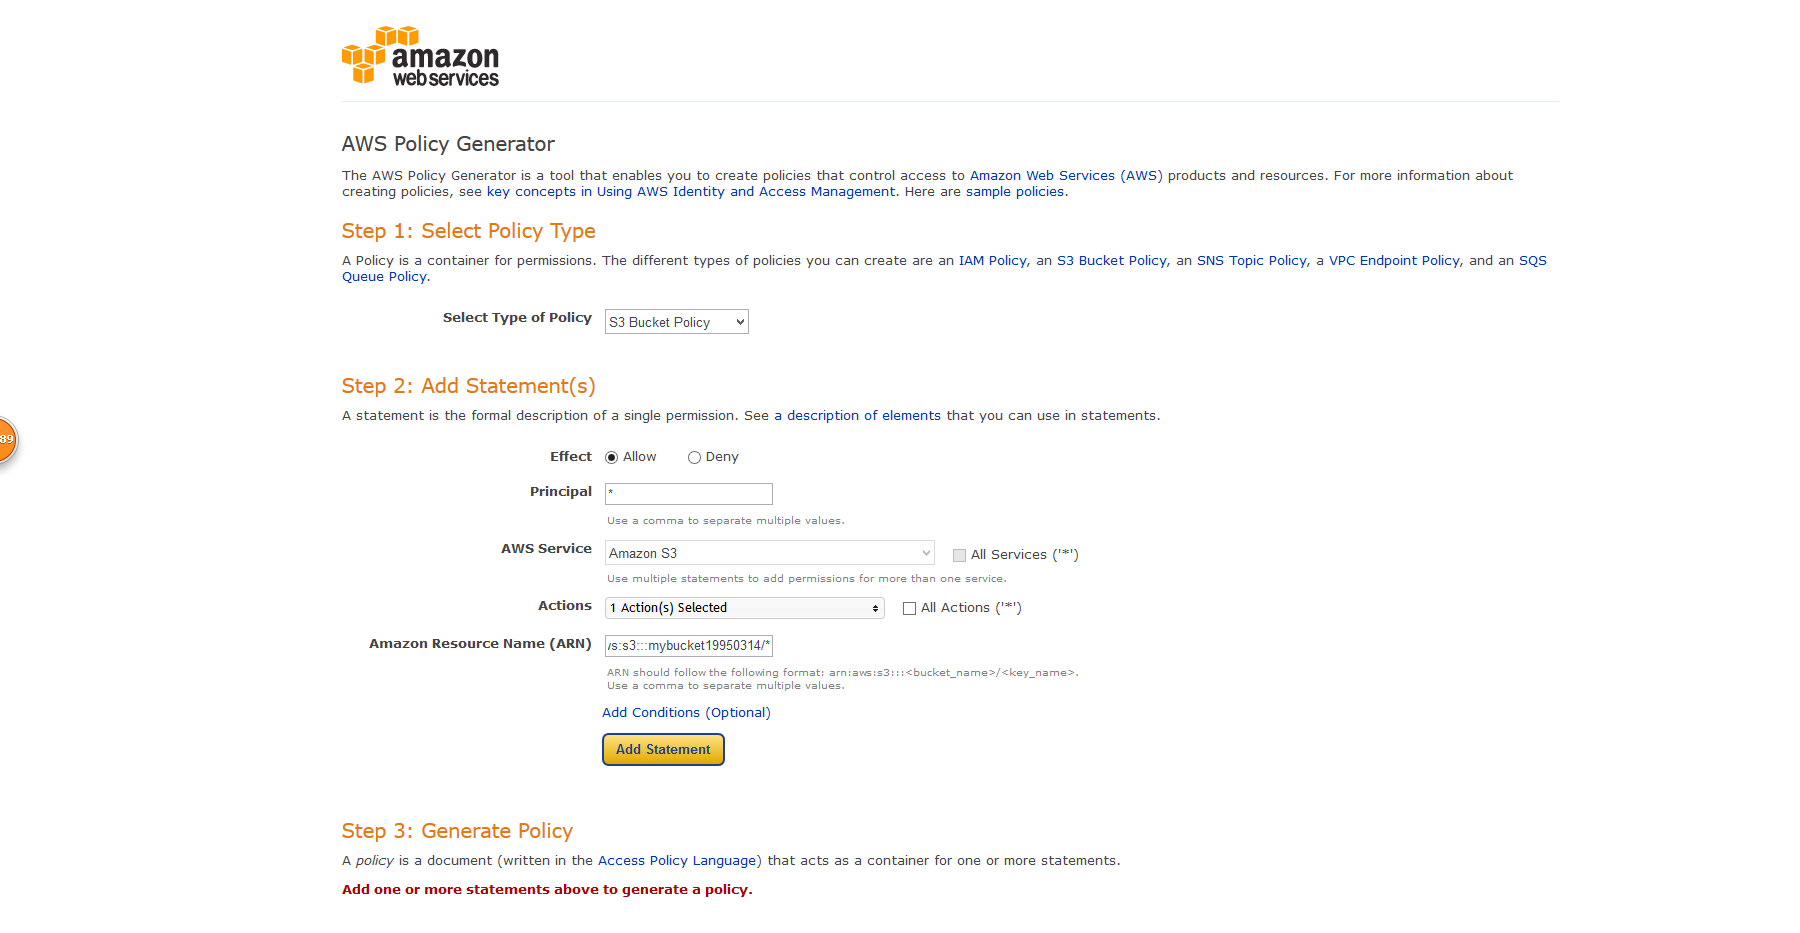 amazon
web services
AWS Policy Generator
The AWS Policy Generator is a tool that enables you to create policies that control access to Amazon Web Services (AWS) products and resources. For more information about
creating policies, see key concepts in Using AWS Identity and Access Management. Here are sample policies.
Step 1: Select Policy Type
A Policy is a container for permissions. The different types of policies you can create are an IAM Policy, an S3 Bucket Policy, an SNS Topic Policy, a VPC Endpoint Policy, and an SQS
Queue Policy.
Select Type of Policy S3 Bucket Policy
Step 2: Add Statement(s)
A statement is the formal description of a single permission. See a description of elements that you can use in statements.
89
Effect Allow Deny
Principal *
Use a comma to separate multiple values.
AWS Service Amazon S3 All Services ('*')
Use multiple statements to add permissions for more than one service.
Actions 1 Action(s) Selected All Actions ('*')
Amazon Resource Name (ARN) s:s3:::mybucket19950314/*
ARN should follow the following format: arn:aws:s3:::<bucket_name>/<key_name>.
Use a comma to separate multiple values.
Add Conditions (Optional)
Add Statement
Step 3: Generate Policy
A policy is a document (written in the Access Policy Language) that acts as a container for one or more statements.
Add one or more statements above to generate a policy.